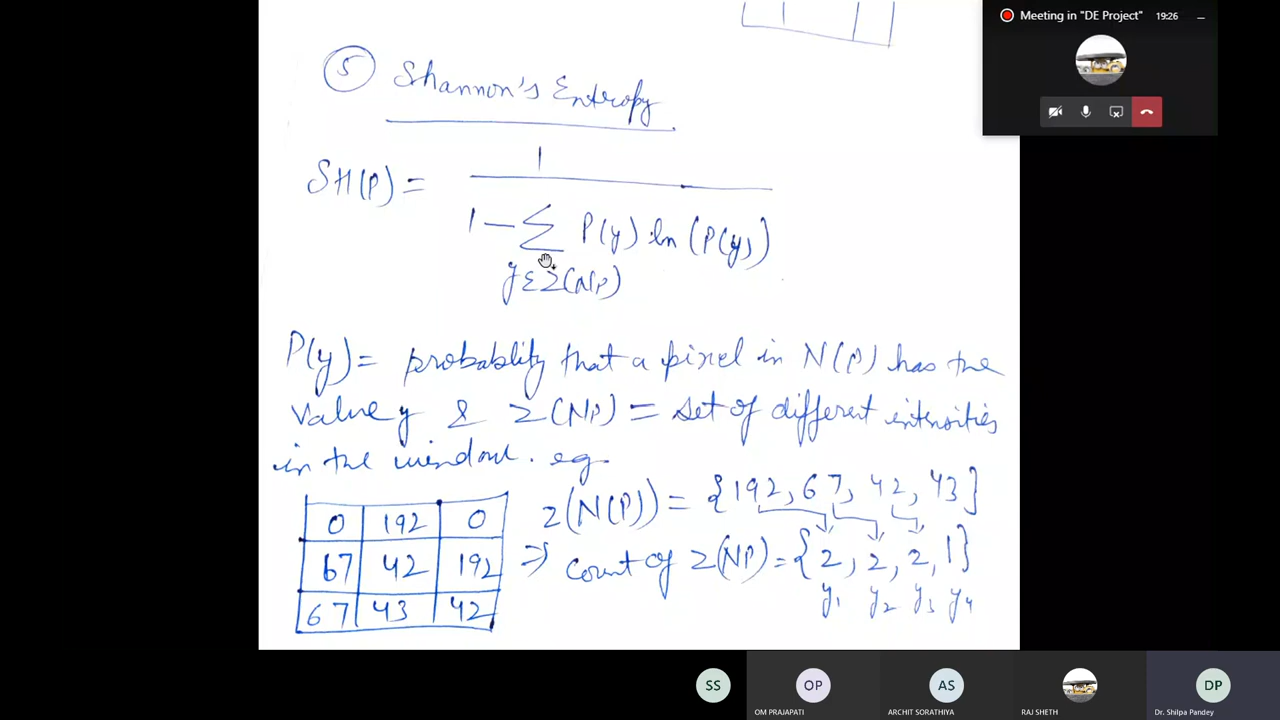 Meeting in "DE Project" 19:26
5 Shannon's Entropy
SH(P) = 1
1 - Σ P(y) ln (P(y))
y ε Z(NP)
P(y) = probablity that a pixel in N(P) has the
value y & Z(NP) = set of different intensities
in the window. eg
0 192 0
67 42 192
67 43 42
Z(N(P)) = {192, 67, 42, 43}
⇒ count of Z(NP) = {2, 2, 2, 1}
y1 y2 y3 y4
SS OP AS DP
OM PRAJAPATI ARCHIT SORATHIYA RAJ SHETH Dr. Shilpa Pandey